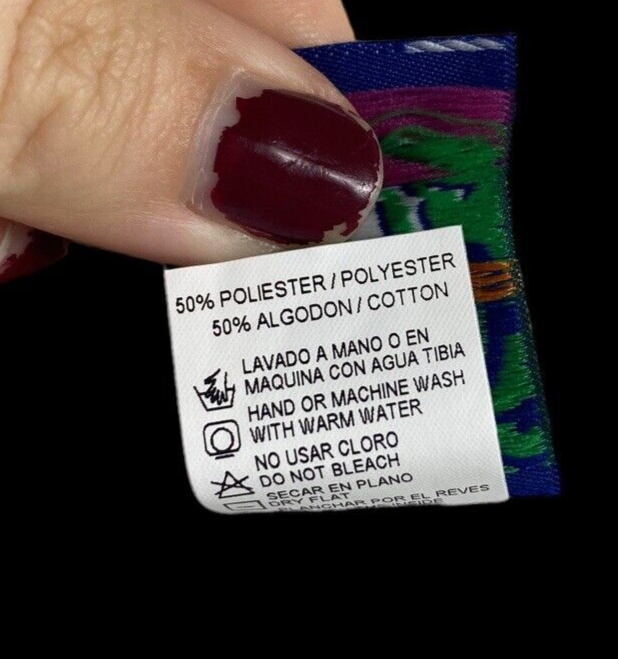 50% POLIESTER / POLYESTER
50% ALGODON / COTTON
LAVADO A MANO O EN
MAQUINA CON AGUA TIBIA
HAND OR MACHINE WASH
WITH WARM WATER
NO USAR CLORO
DO NOT BLEACH
SECAR EN PLANO
DRY FLAT
PLANCHAR POR EL REVES
INSIDE